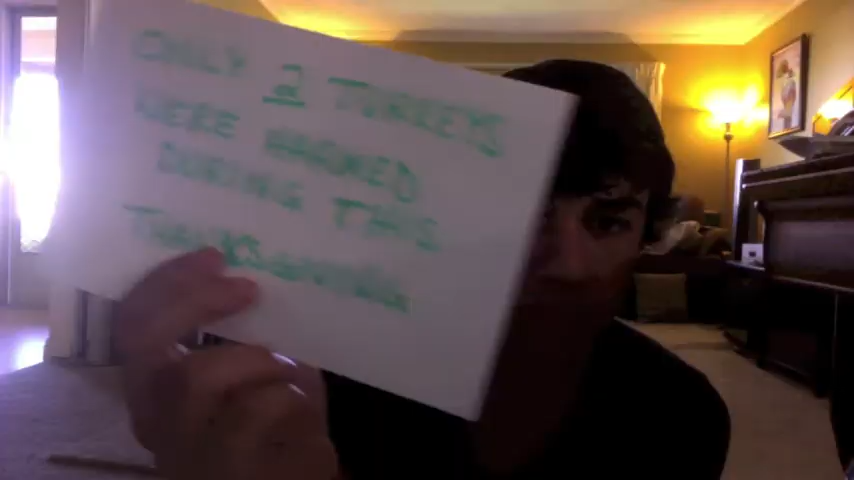 ONLY 2 TURKEYS
WERE HARMED
DURING THIS
THANKSGIVING